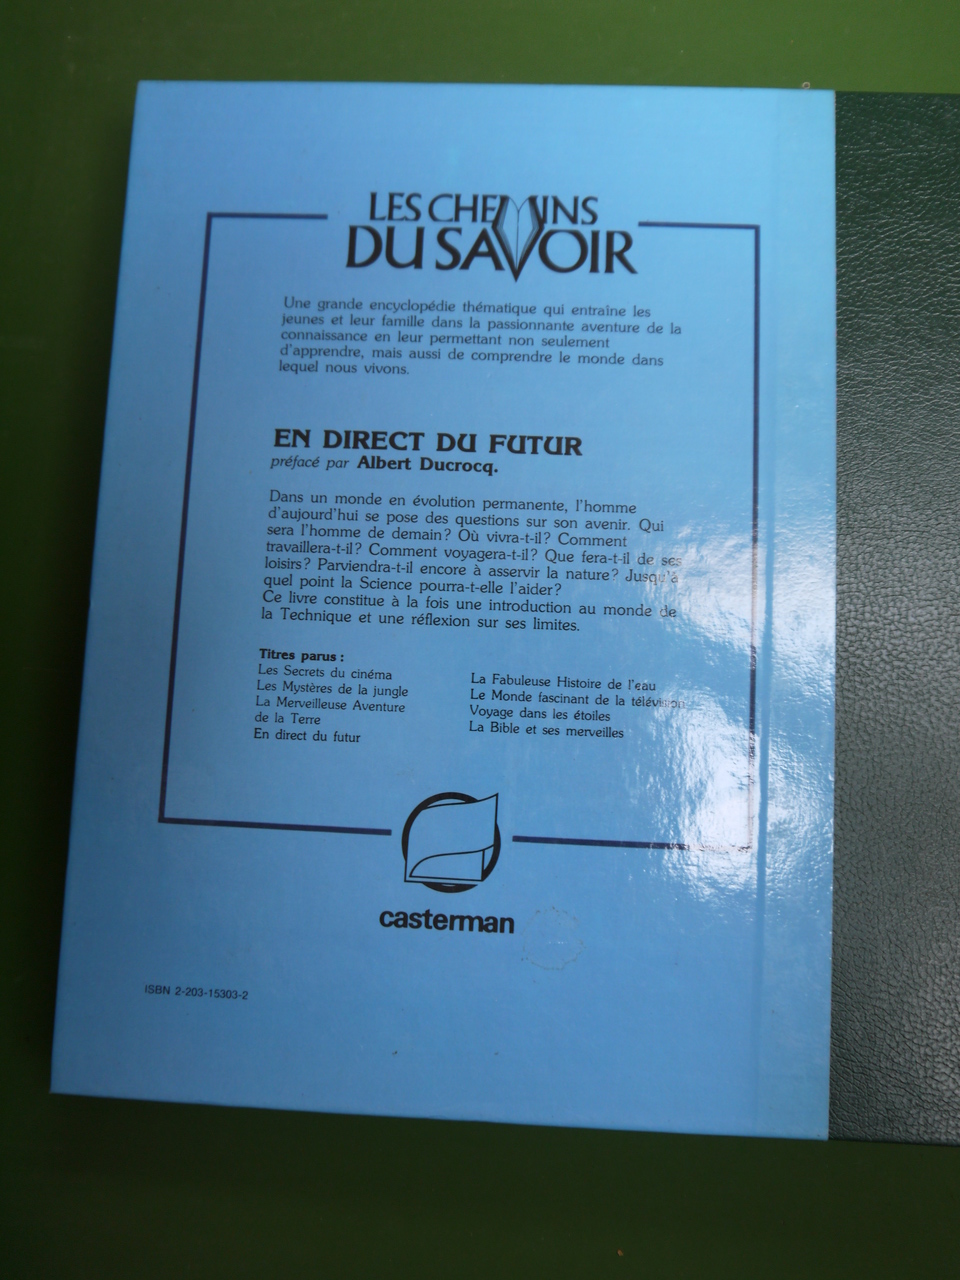 LES CHEMINS
DU SAVOIR
Une grande encyclopédie thématique qui entraîne les
jeunes et leur famille dans la passionnante aventure de la
connaissance en leur permettant non seulement
d'apprendre, mais aussi de comprendre le monde dans
lequel nous vivons.
EN DIRECT DU FUTUR
préfacé par Albert Ducrocq.
Dans un monde en évolution permanente, l'homme
d'aujourd'hui se pose des questions sur son avenir. Qui
sera l'homme de demain? Où vivra-t-il? Comment
travaillera-t-il? Comment voyagera-t-il? Que fera-t-il de ses
loisirs? Parviendra-t-il encore à asservir la nature? Jusqu'à
quel point la Science pourra-t-elle l'aider?
Ce livre constitue à la fois une introduction au monde de
la Technique et une réflexion sur ses limites.
Titres parus :
Les Secrets du cinéma
Les Mystères de la jungle
La Merveilleuse Aventure
de la Terre
En direct du futur
La Fabuleuse Histoire de l'eau
Le Monde fascinant de la télévision
Voyage dans les étoiles
La Bible et ses merveilles
casterman
ISBN 2-203-15303-2